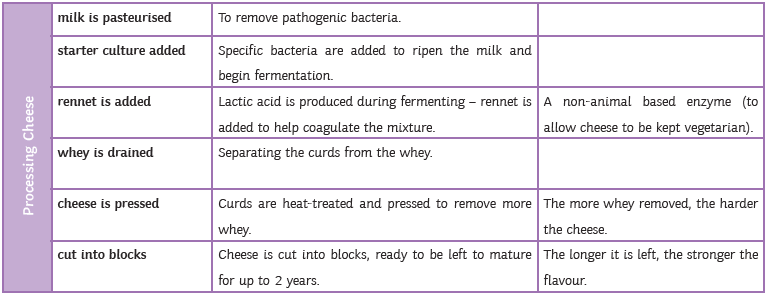 Processing Cheese
milk is pasteurised
To remove pathogenic bacteria.
starter culture added
Specific bacteria are added to ripen the milk and
begin fermentation.
rennet is added
Lactic acid is produced during fermenting – rennet is
added to help coagulate the mixture.
A non-animal based enzyme (to
allow cheese to be kept vegetarian).
whey is drained
Separating the curds from the whey.
cheese is pressed
Curds are heat-treated and pressed to remove more
whey.
The more whey removed, the harder
the cheese.
cut into blocks
Cheese is cut into blocks, ready to be left to mature
for up to 2 years.
The longer it is left, the stronger the
flavour.